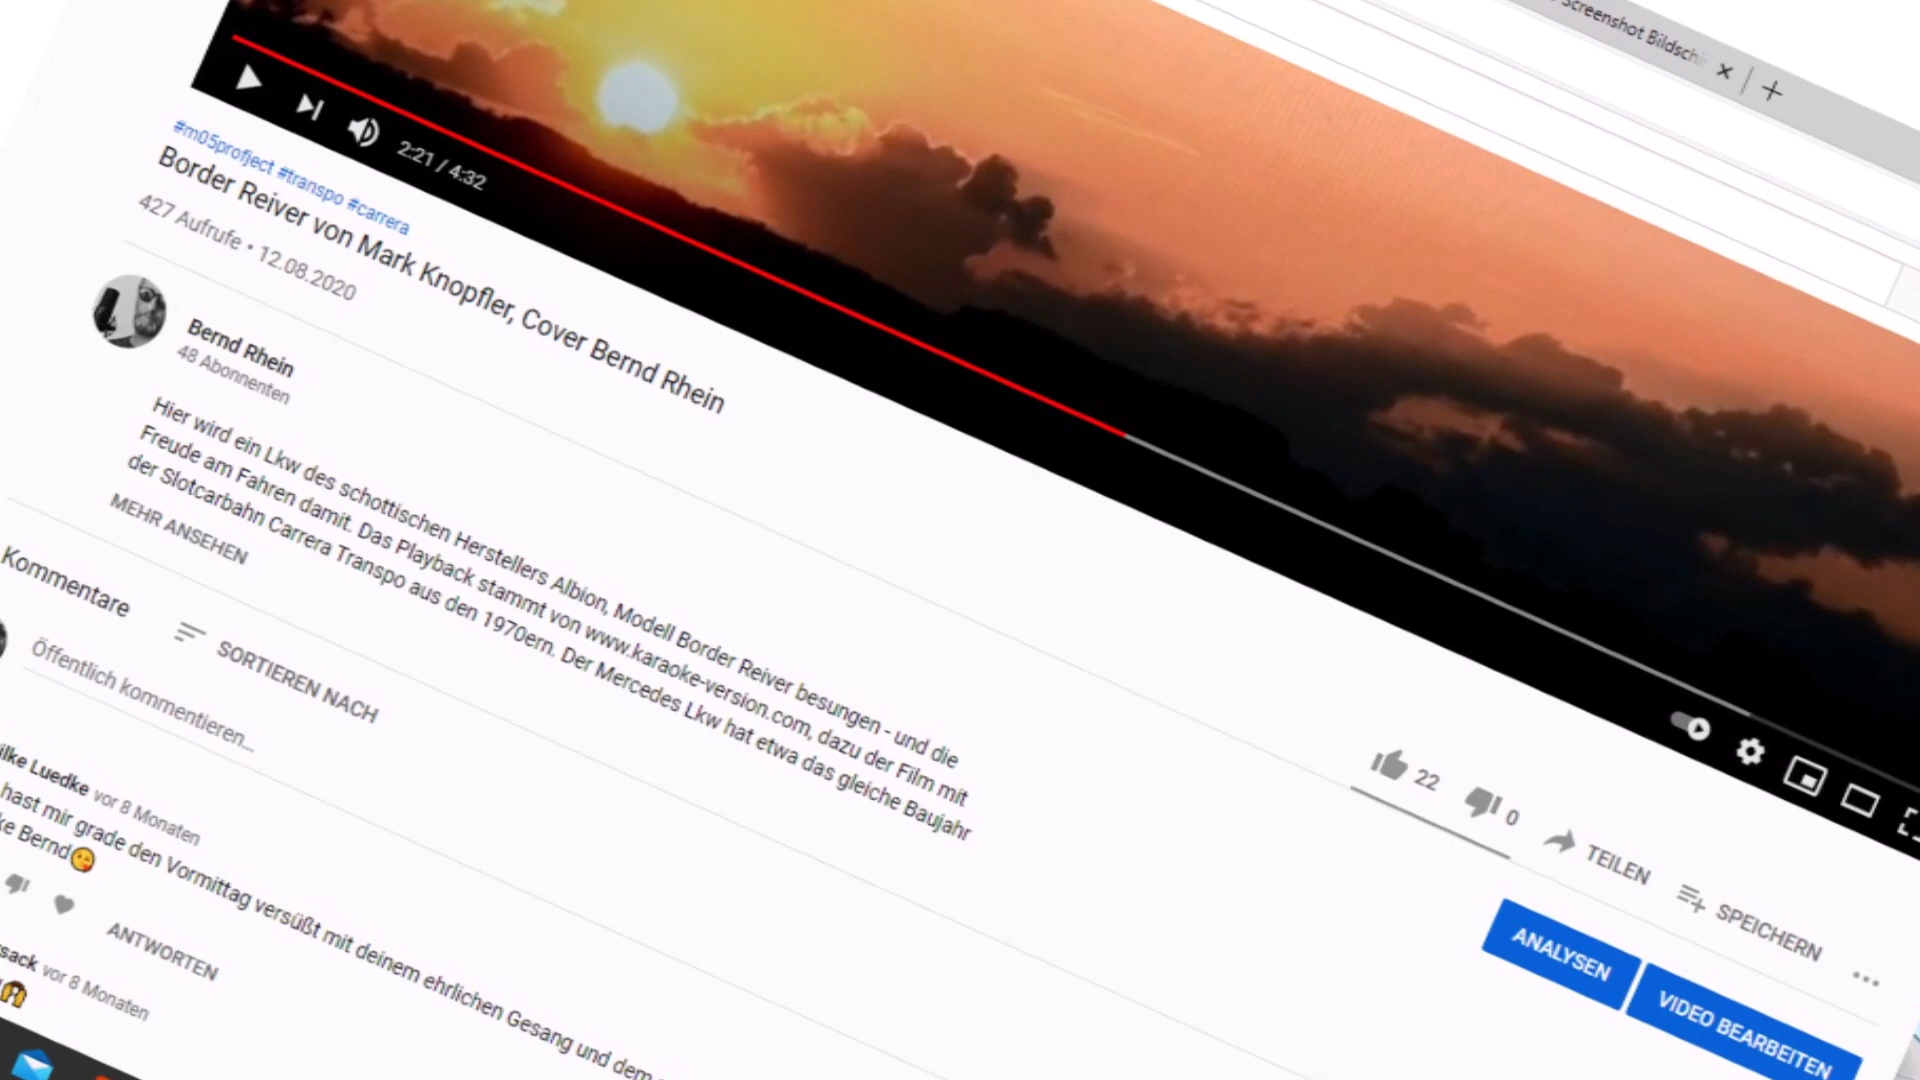 Screenshot Bildschi
2:21 / 4:32
#m05profject #transpo #carrera
Border Reiver von Mark Knopfler, Cover Bernd Rhein
427 Aufrufe • 12.08.2020
22
0
TEILEN
SPEICHERN
Bernd Rhein
48 Abonnenten
ANALYSEN
VIDEO BEARBEITEN
Hier wird ein Lkw des schottischen Herstellers Albion, Modell Border Reiver besungen - und die
Freude am Fahren damit. Das Playback stammt von www.karaoke-version.com, dazu der Film mit
der Slotcarbahn Carrera Transpo aus den 1970ern. Der Mercedes Lkw hat etwa das gleiche Baujahr
MEHR ANSEHEN
Kommentare
SORTIEREN NACH
Öffentlich kommentieren...
ilke Luedke vor 8 Monaten
hast mir grade den Vormittag versüßt mit deinem ehrlichen Gesang und dem
ke Bernd😘
ANTWORTEN
sack vor 8 Monaten